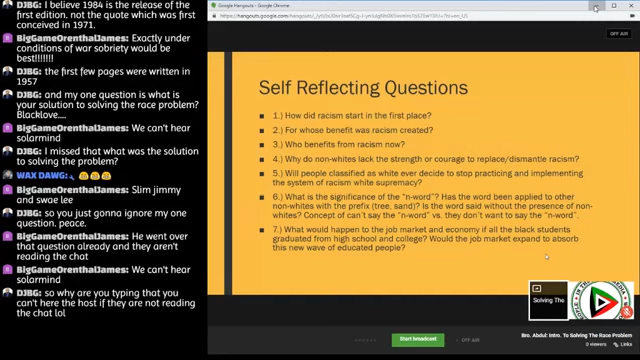 DJBG: I believe 1984 is the release of the
first edition, not the quote which was first
conceived in 1971.
BigGameOrenthalJames: Exactly under
conditions of war sobriety would be
best!!!!!!!
DJBG: the first few pages were written in
1957
DJBG: and my one question is what is
your solution to solving the race problem?
Blacklove....
BigGameOrenthalJames: We can't hear
solarmind
DJBG: I missed that what was the solution
to solving the problem?
WAX DAWG:
BigGameOrenthalJames: Slim jimmy
and swae lee
DJBG: so you just gonna ignore my one
question, peace.
BigGameOrenthalJames: He went over
that question already and they aren't
reading the chat
BigGameOrenthalJames: We can't hear
solarmind
DJBG: so why are you typing that you
can't here the host if they are not reading
the chat lol
Google Hangouts - Google Chrome
https://hangouts.google.com/hangouts/
OFF AIR
Self Reflecting Questions
1.) How did racism start in the first place?
2.) For whose benefit was racism created?
3.) Who benefits from racism now?
4.) Why do non-whites lack the strength or courage to replace/dismantle racism?
5.) Will people classified as white ever decide to stop practicing and implementing
the system of racism white supremacy?
6.) What is the significance of the "n-word? Has the word been applied to other
non-whites with the prefix (tree, sand)? Is the word said without the presence of non-
whites? Concept of can't say the "n-word" vs. they don't want to say the "n-word".
7.) What would happen to the job market and economy if all the black students
graduated from high school and college? Would the job market expand to absorb
this new wave of educated people?
Solving The
Start broadcast
OFF AIR
Bro. Abdul: Intro. To Solving The Race Problem
0 viewers
Links